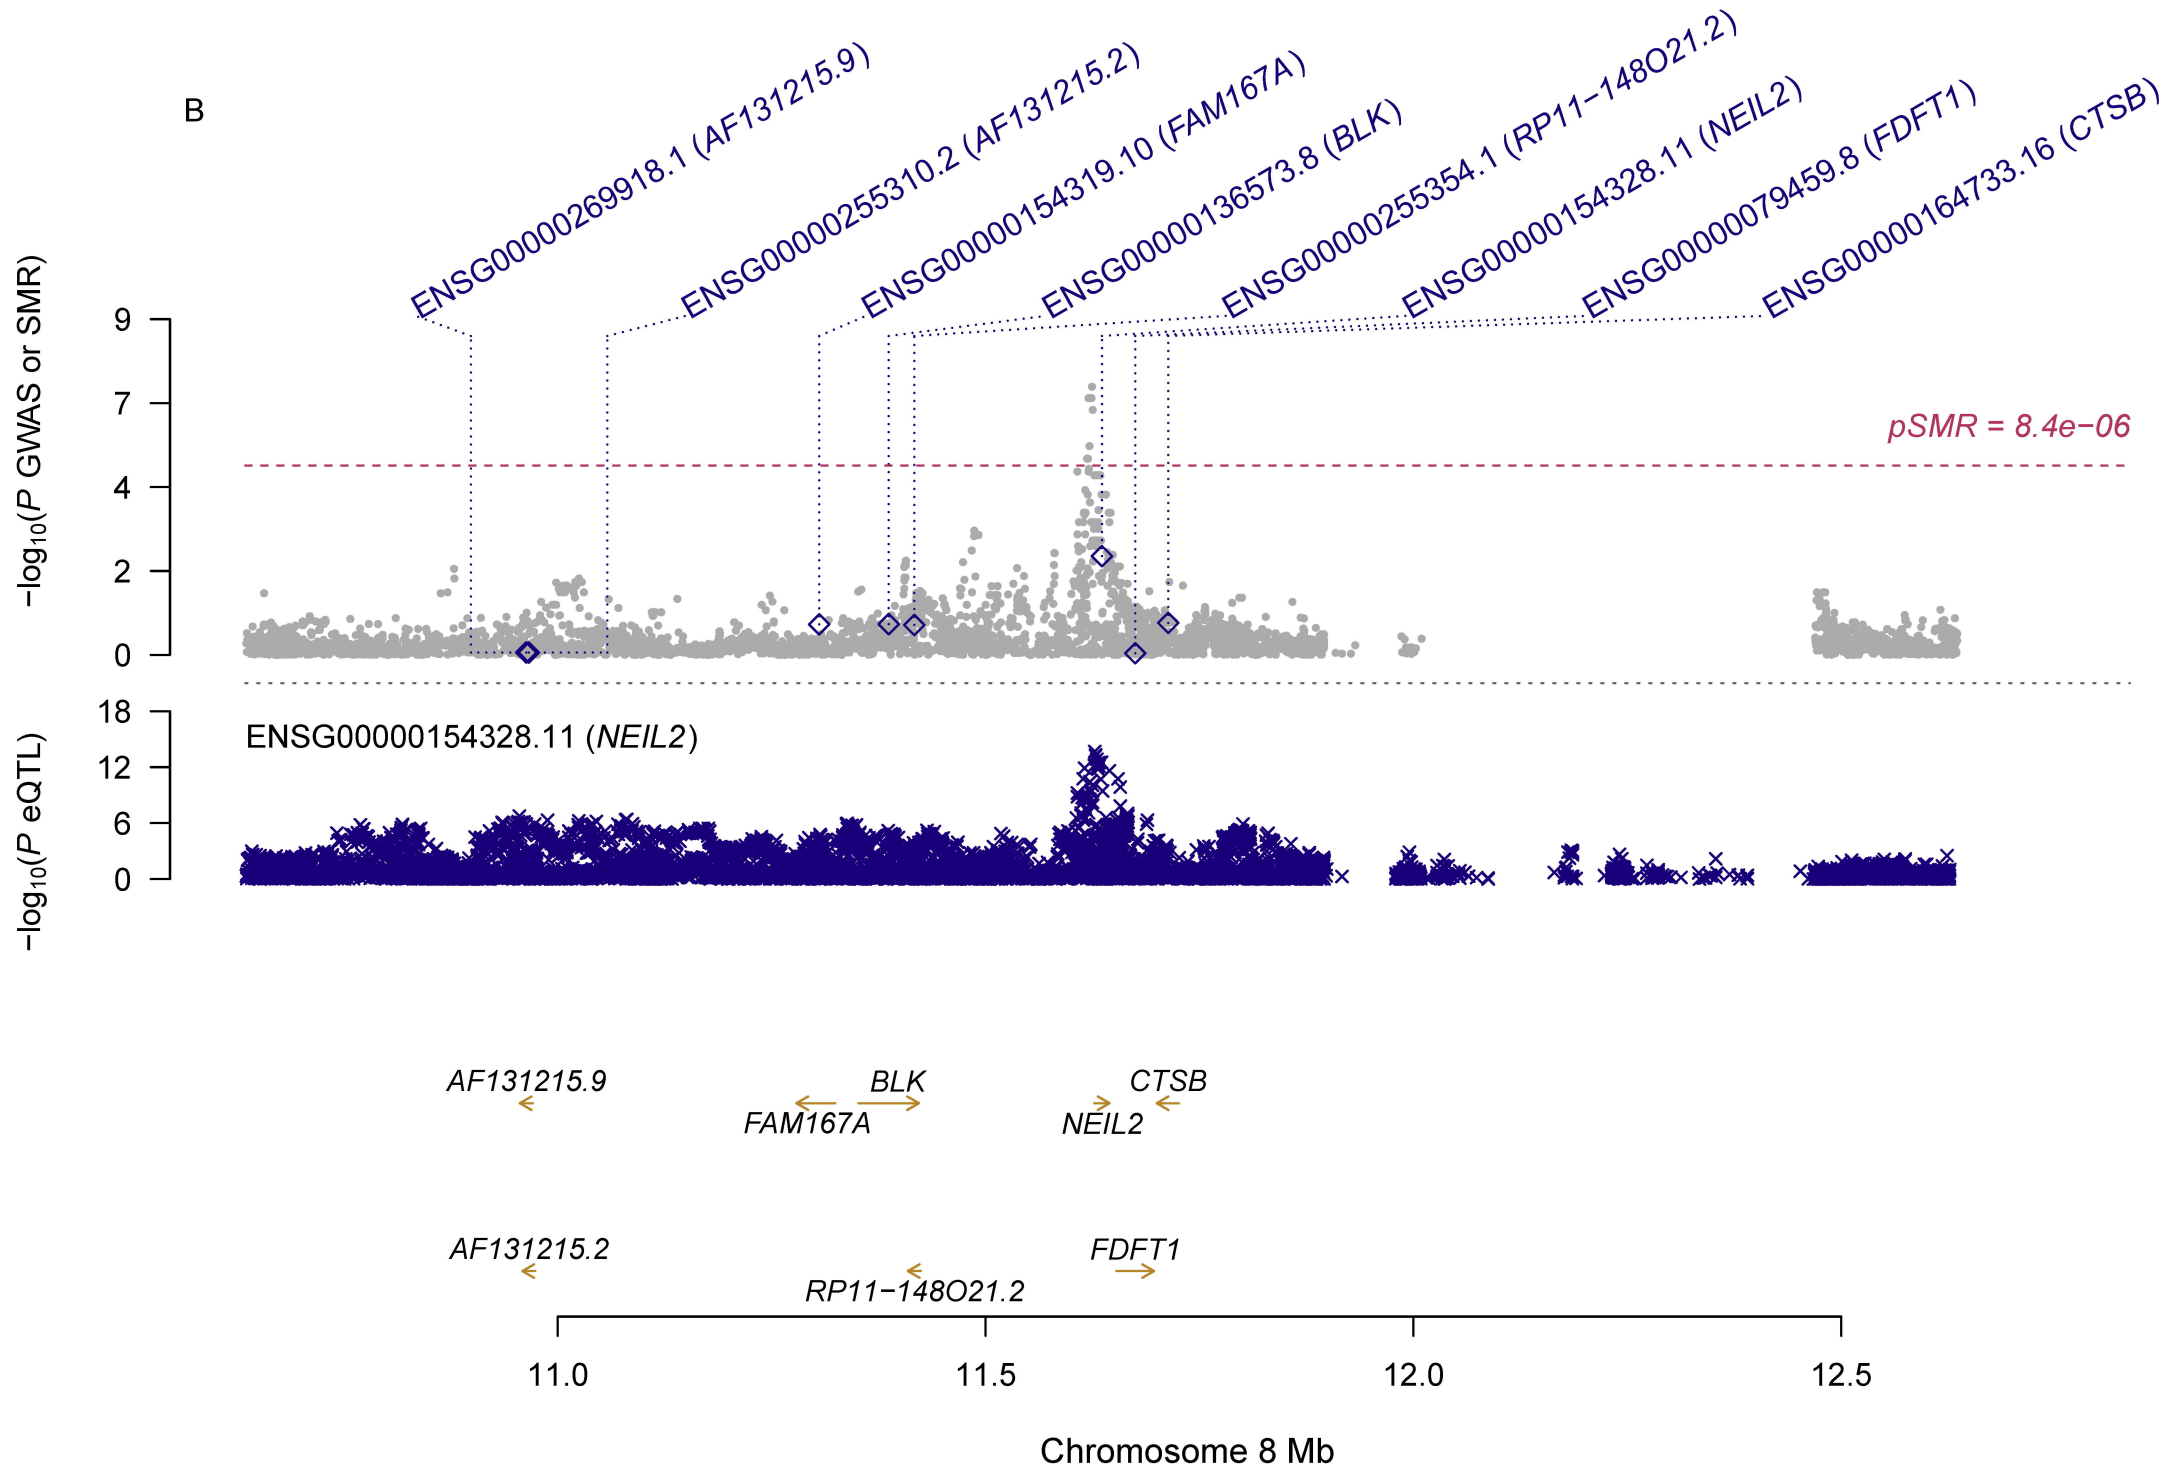 B
ENSG00000269918.1 (AF131215.9)
ENSG00000255310.2 (AF131215.2)
ENSG00000154319.10 (FAM167A)
ENSG00000136573.8 (BLK)
ENSG00000255354.1 (RP11−148O21.2)
ENSG00000154328.11 (NEIL2)
ENSG00000079459.8 (FDFT1)
ENSG00000164733.16 (CTSB)
−log10(P GWAS or SMR)
9
7
4
2
0
pSMR = 8.4e−06
−log10(P eQTL)
18
12
6
0
ENSG00000154328.11 (NEIL2)
AF131215.9
BLK
CTSB
FAM167A
NEIL2
AF131215.2
FDFT1
RP11−148O21.2
11.0
11.5
12.0
12.5
Chromosome 8 Mb